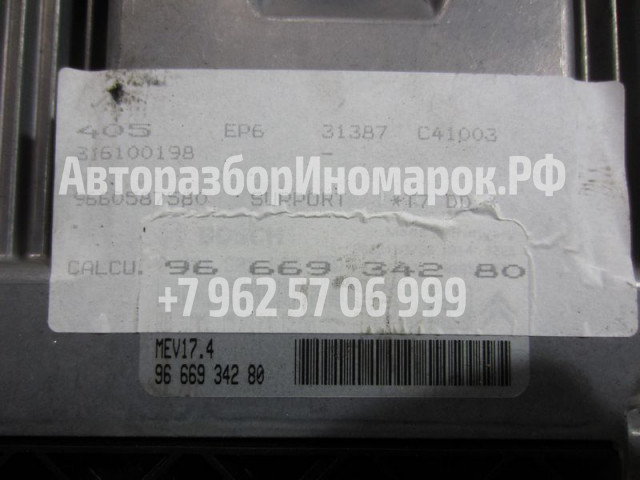 405 EP6 31387 C41003
316100198 -
АвторазборИномарок.РФ
SUPPORT
BOSCH
CALCU. 96 669 342 80
+7 962 57 06 999
MEV17.4
96 669 342 80